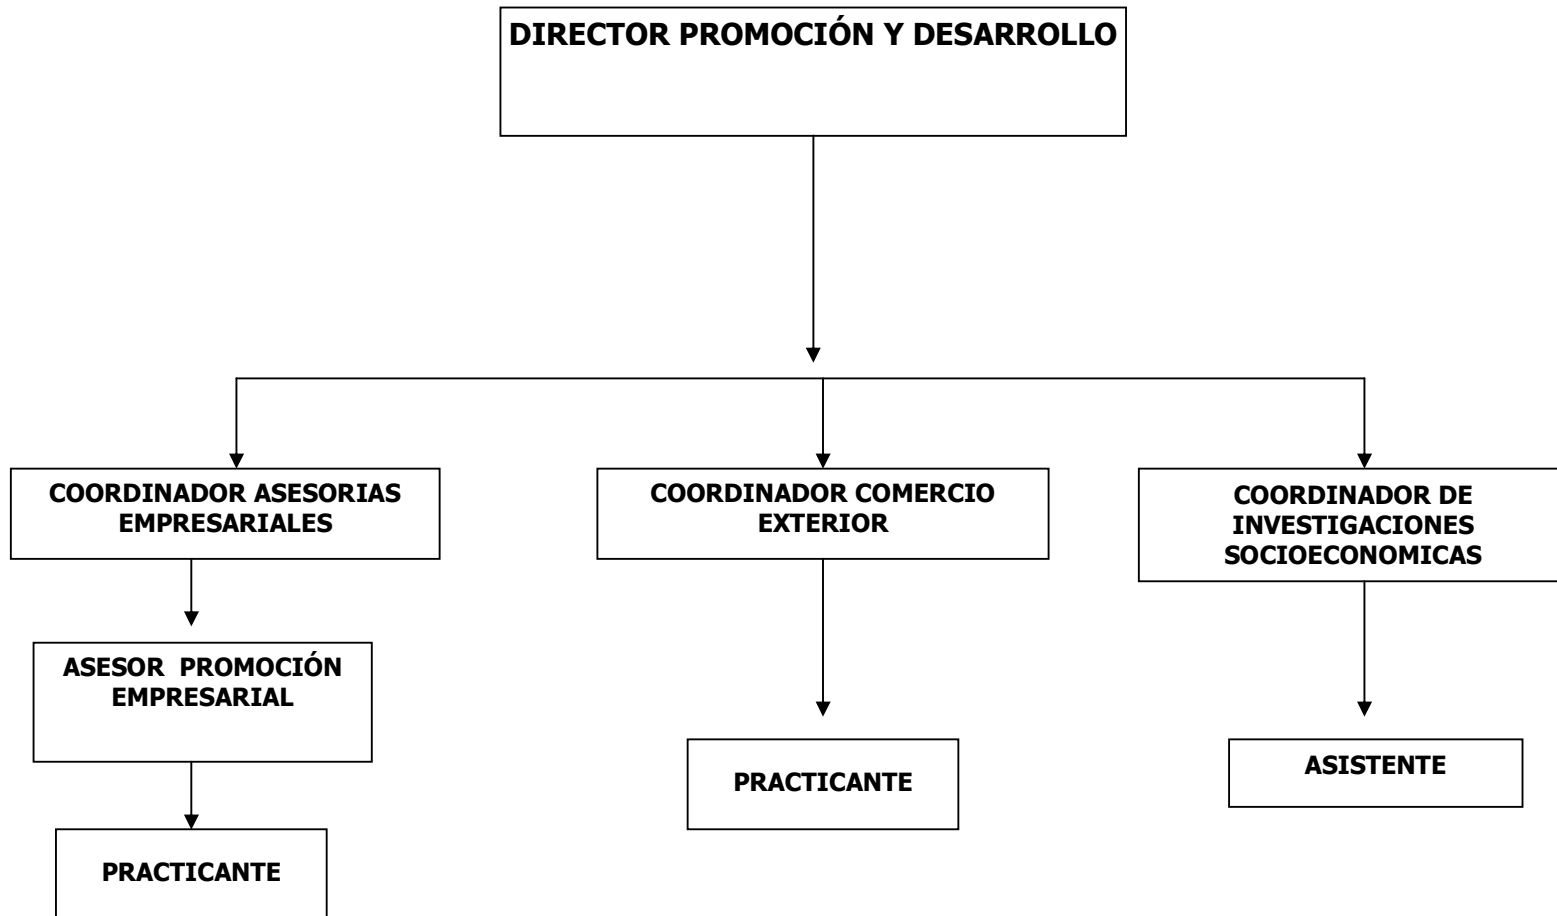 DIRECTOR PROMOCIÓN Y DESARROLLO
COORDINADOR ASESORIAS
EMPRESARIALES
COORDINADOR COMERCIO
EXTERIOR
COORDINADOR DE
INVESTIGACIONES
SOCIOECONOMICAS
ASESOR PROMOCIÓN
EMPRESARIAL
PRACTICANTE
ASISTENTE
PRACTICANTE